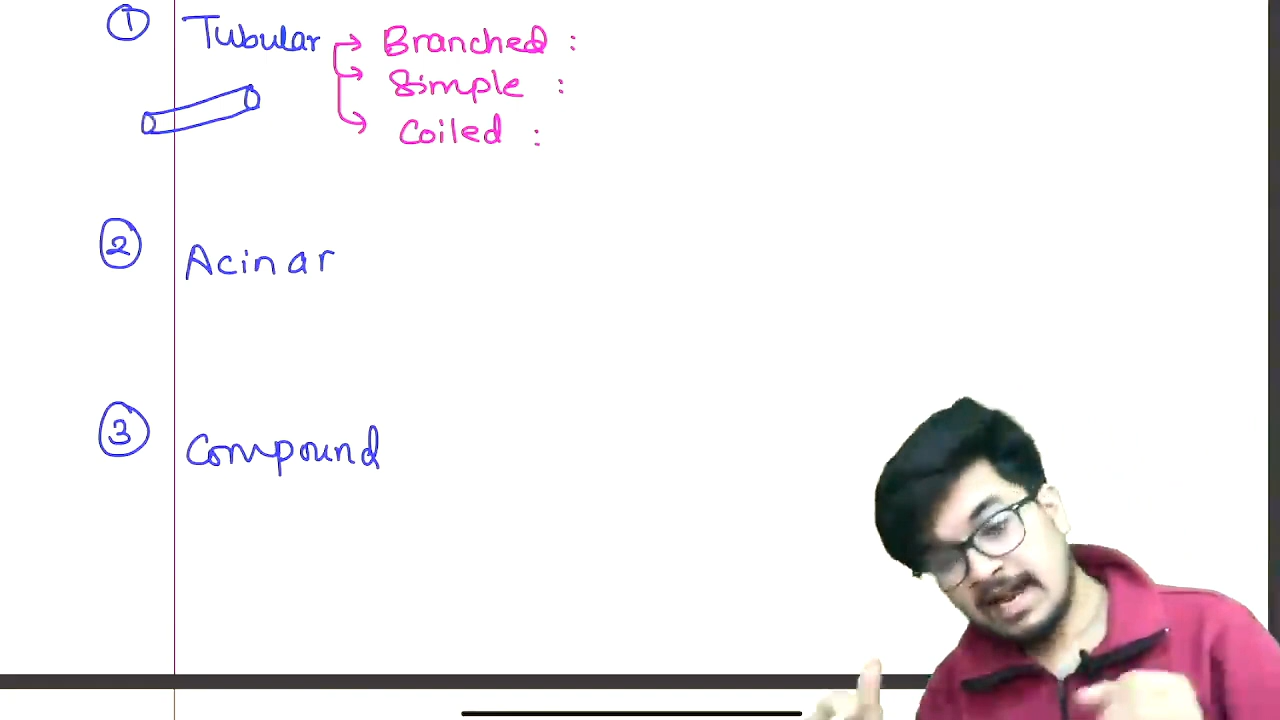 ① Tubular → Branched :
→ Simple :
→ Coiled :
② Acinar
③ Compound